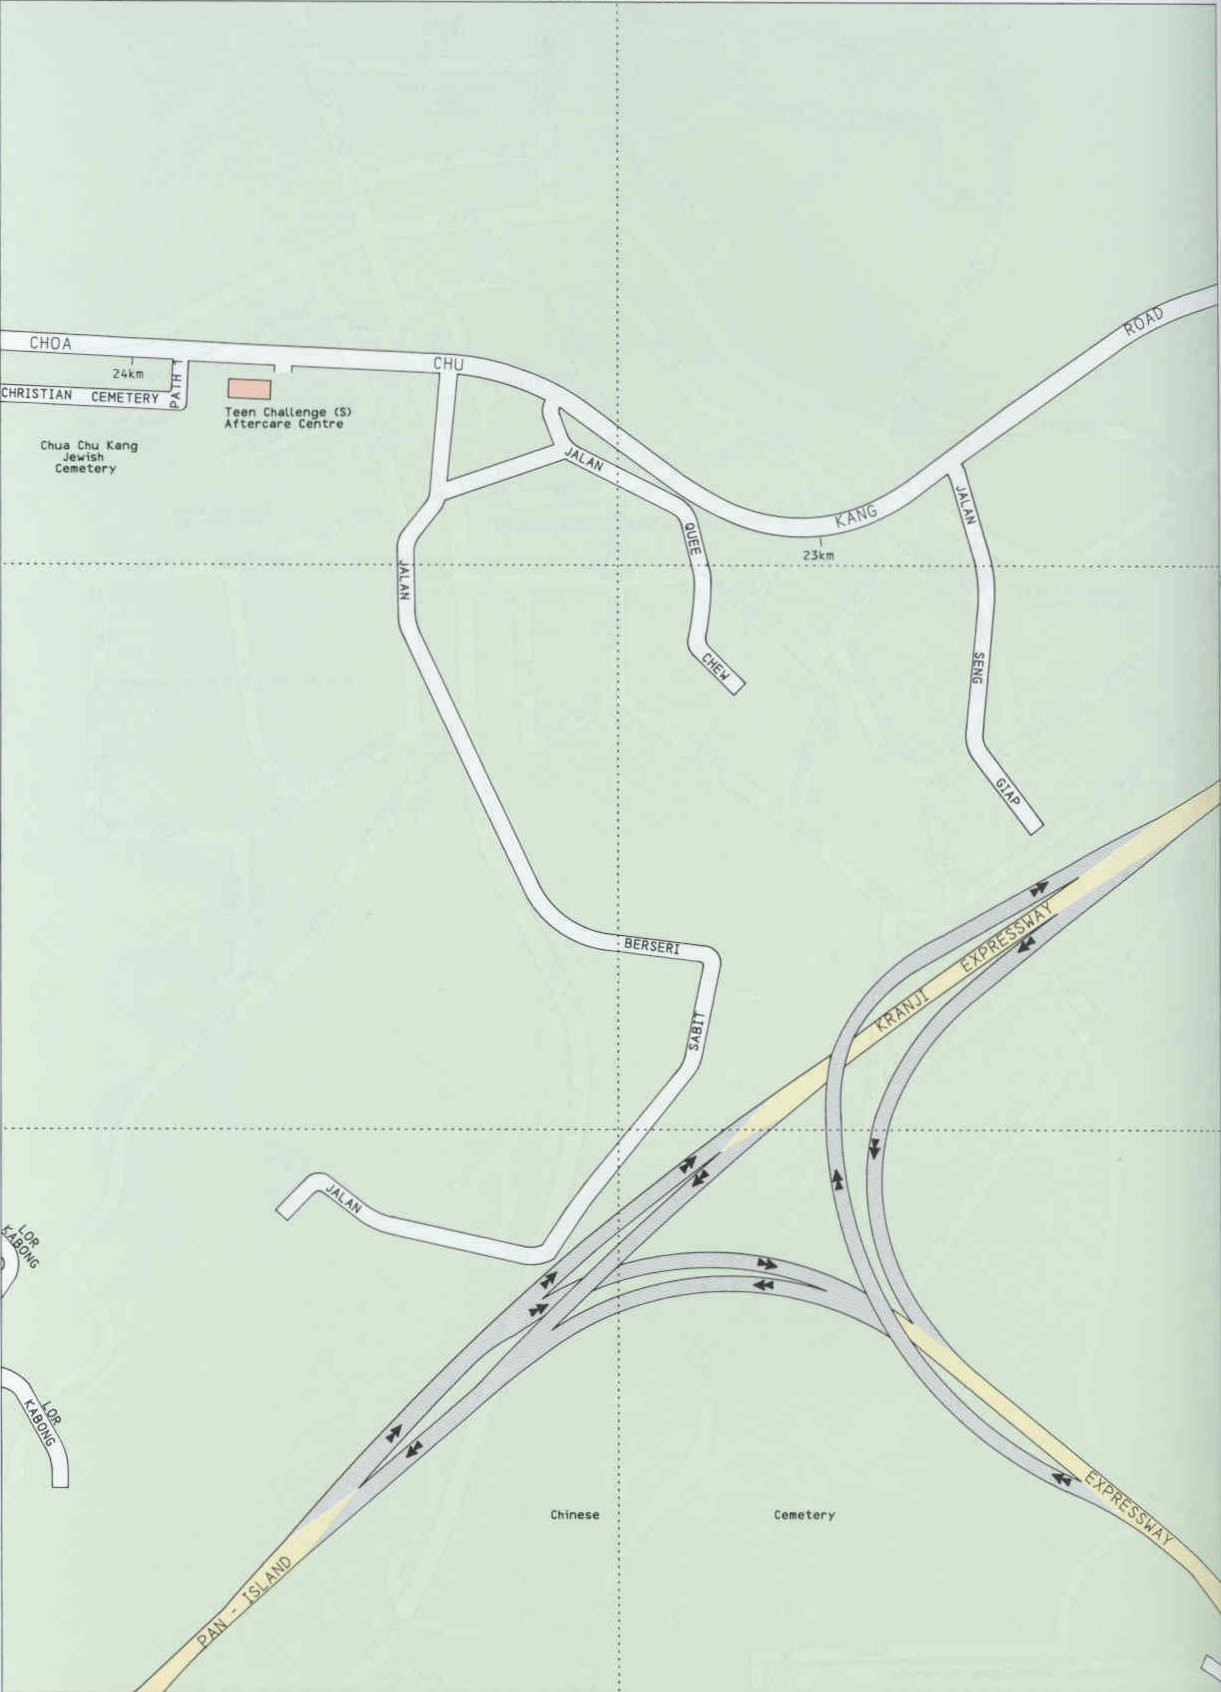 ROAD
CHOA
CHU
24km
PATH 1
CHRISTIAN CEMETERY
Teen Challenge (S)
Aftercare Centre
Chua Chu Kang
Jewish
Cemetery
JALAN
QUEE
CHEW
KANG
23km
JALAN
SENG
GIAP
JALAN
BERSERI
SABIT
JALAN
KRANJI EXPRESSWAY
LOR
KABONG
LOR
KABONG
Chinese Cemetery
PAN - ISLAND
EXPRESSWAY